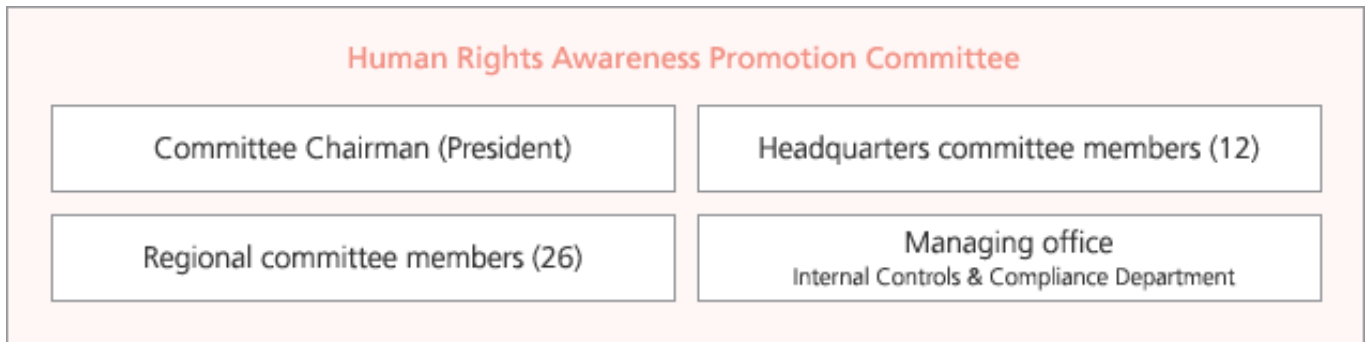 Human Rights Awareness Promotion Committee
Committee Chairman (President)
Headquarters committee members (12)
Regional committee members (26)
Managing office
Internal Controls & Compliance Department